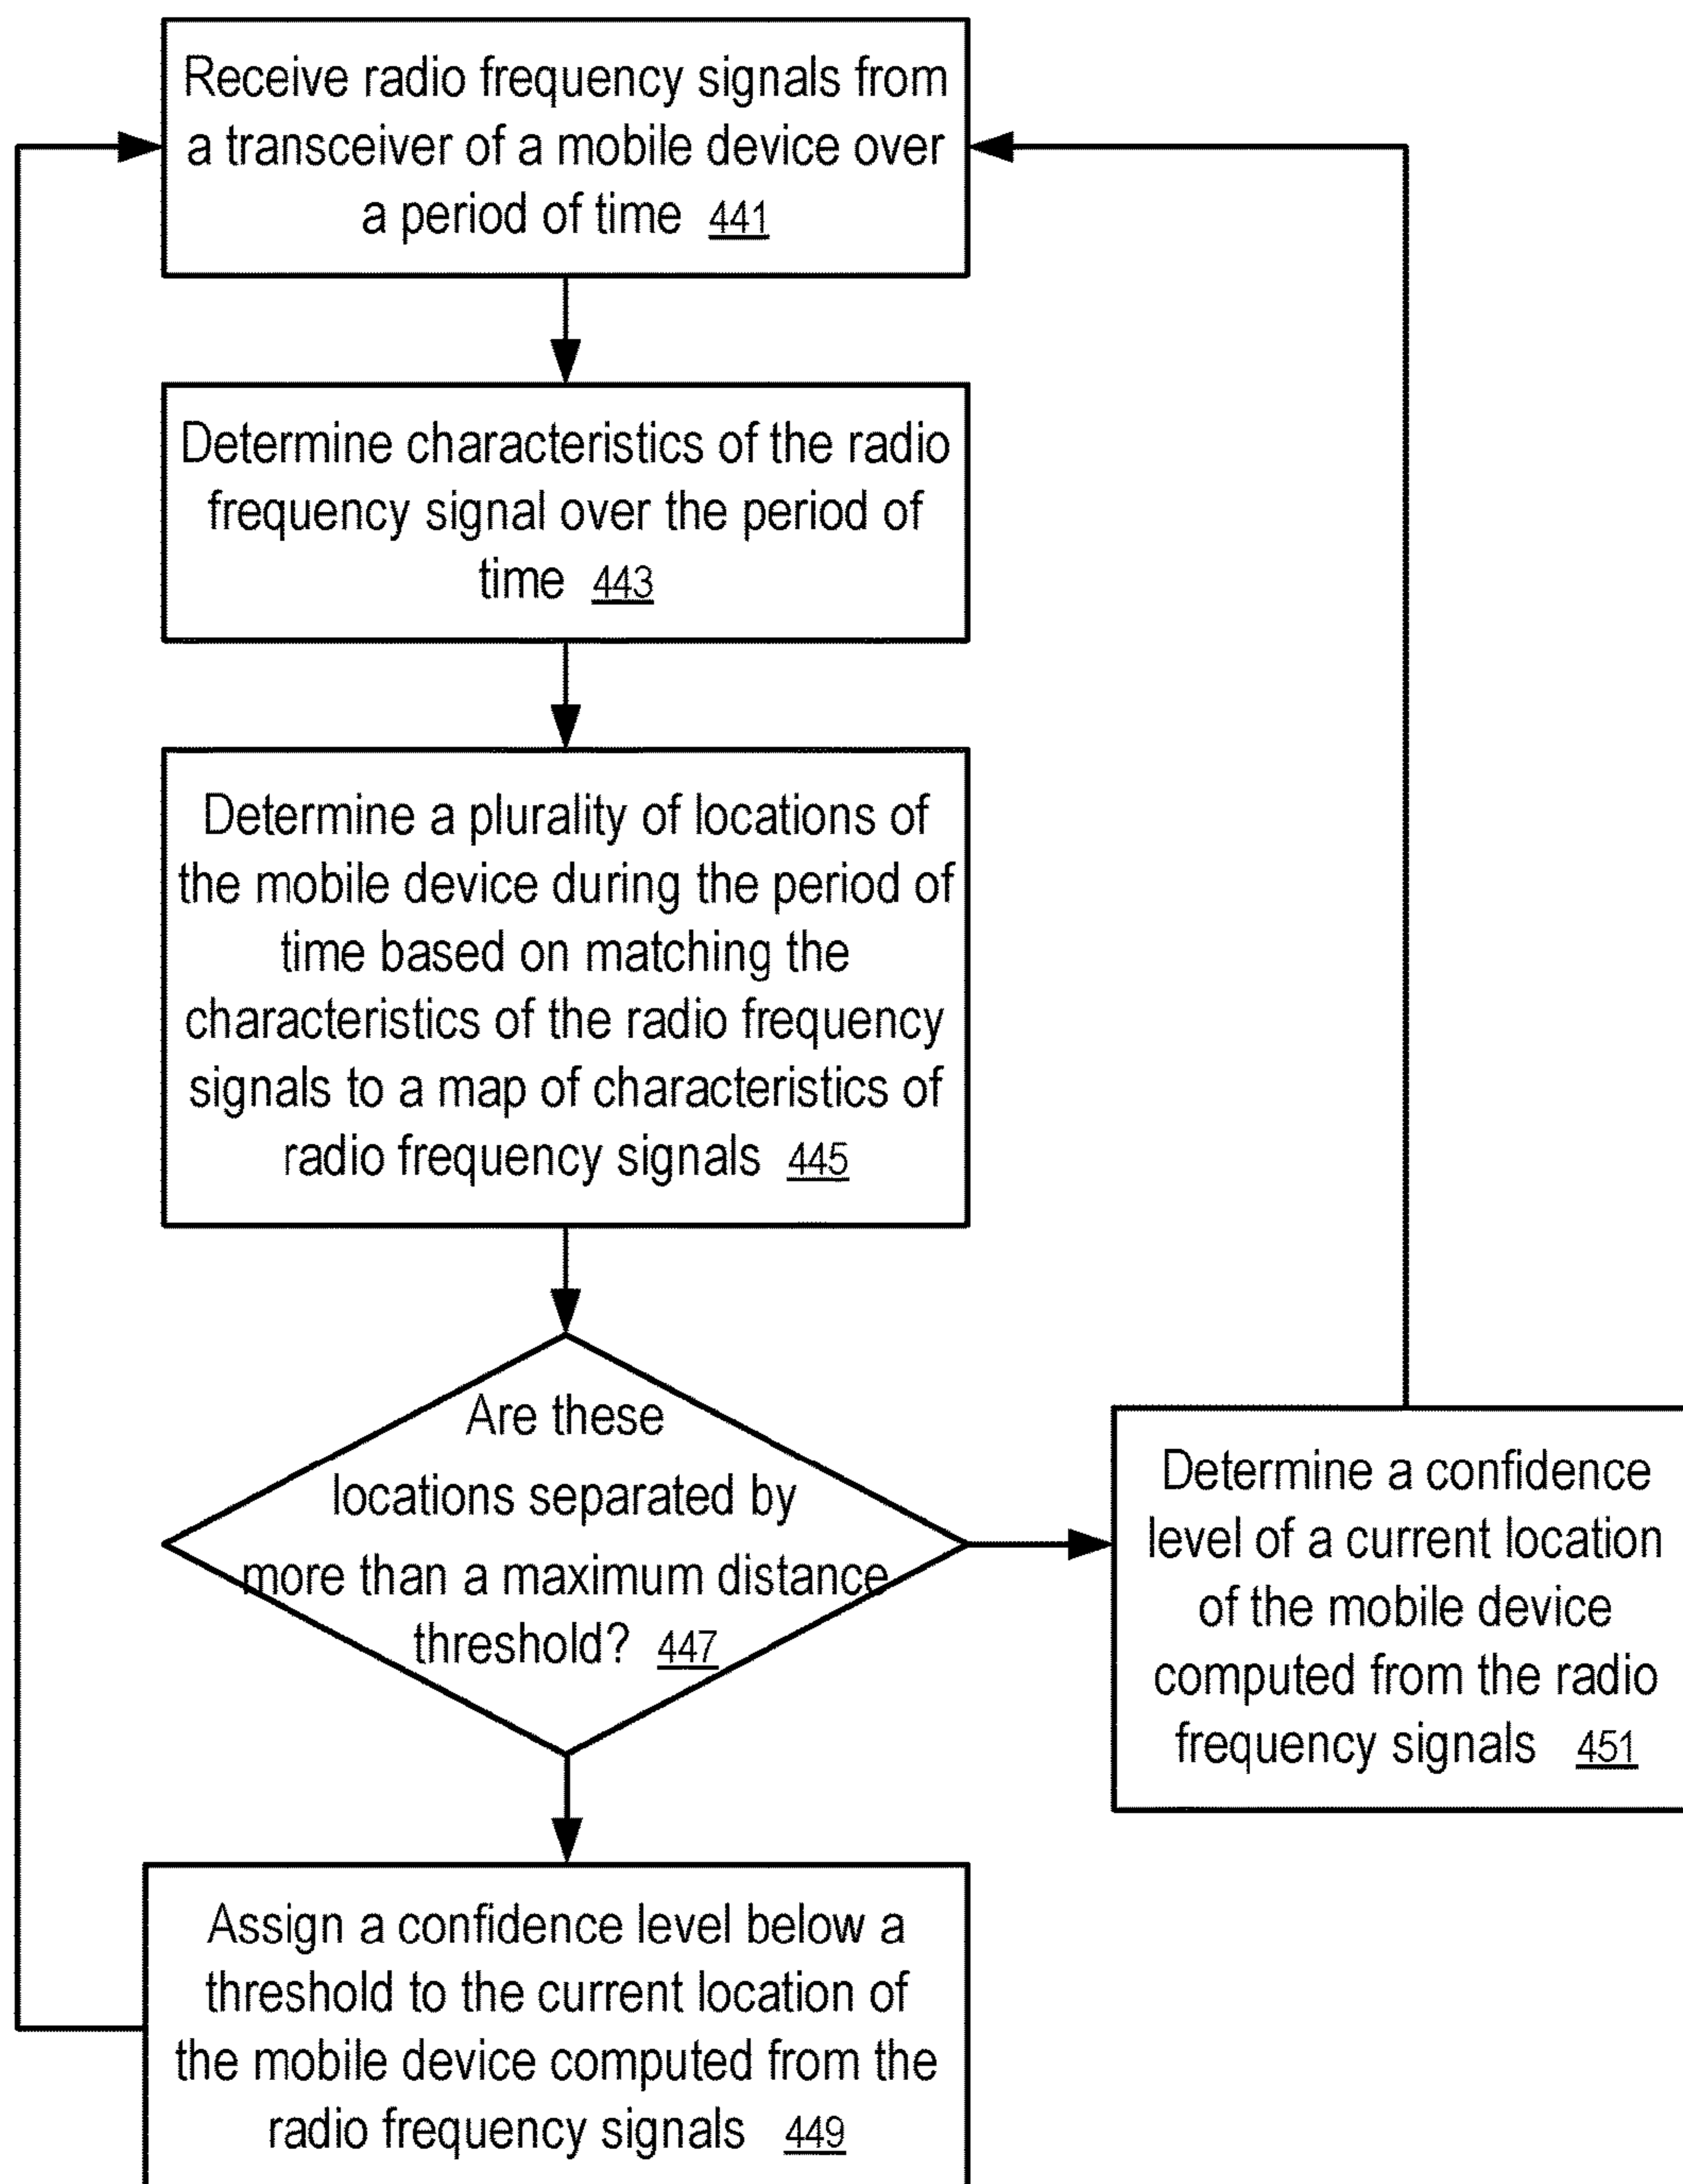 Receive radio frequency signals from
a transceiver of a mobile device over
a period of time 441
Determine characteristics of the radio
frequency signal over the period of
time 443
Determine a plurality of locations of
the mobile device during the period of
time based on matching the
characteristics of the radio frequency
signals to a map of characteristics of
radio frequency signals 445
Are these
locations separated by
more than a maximum distance
threshold? 447
Determine a confidence
level of a current location
of the mobile device
computed from the radio
frequency signals 451
Assign a confidence level below a
threshold to the current location of
the mobile device computed from the
radio frequency signals 449